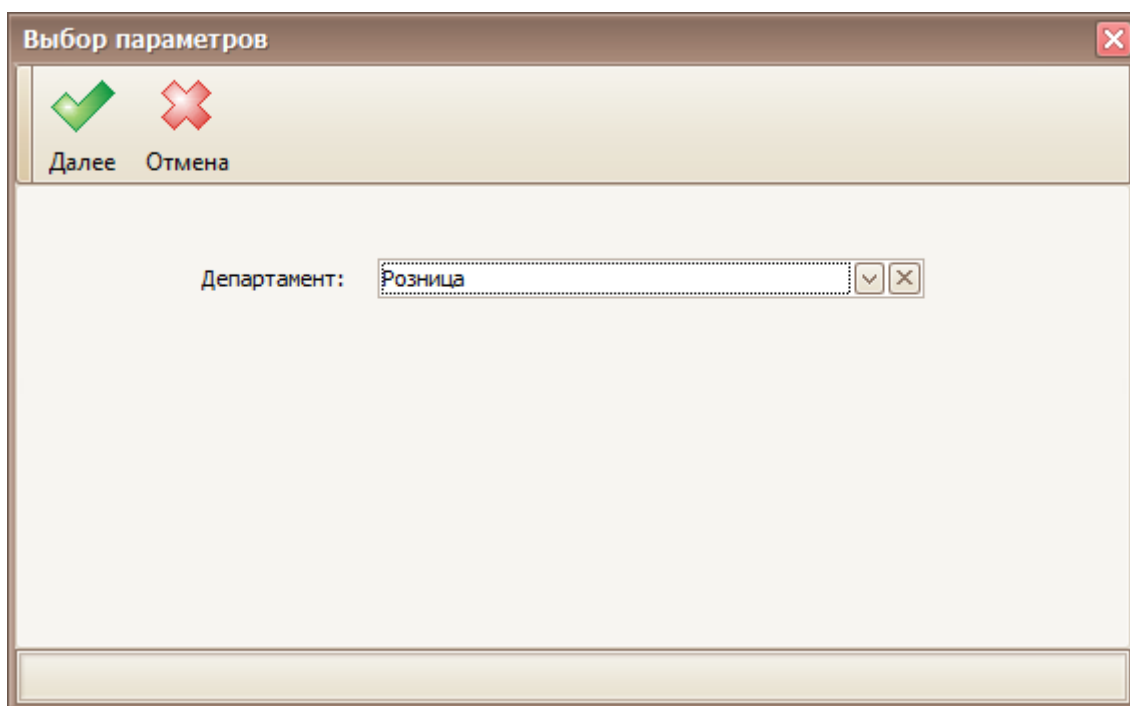 Выбор параметров
Далее Отмена
Департамент: Розница